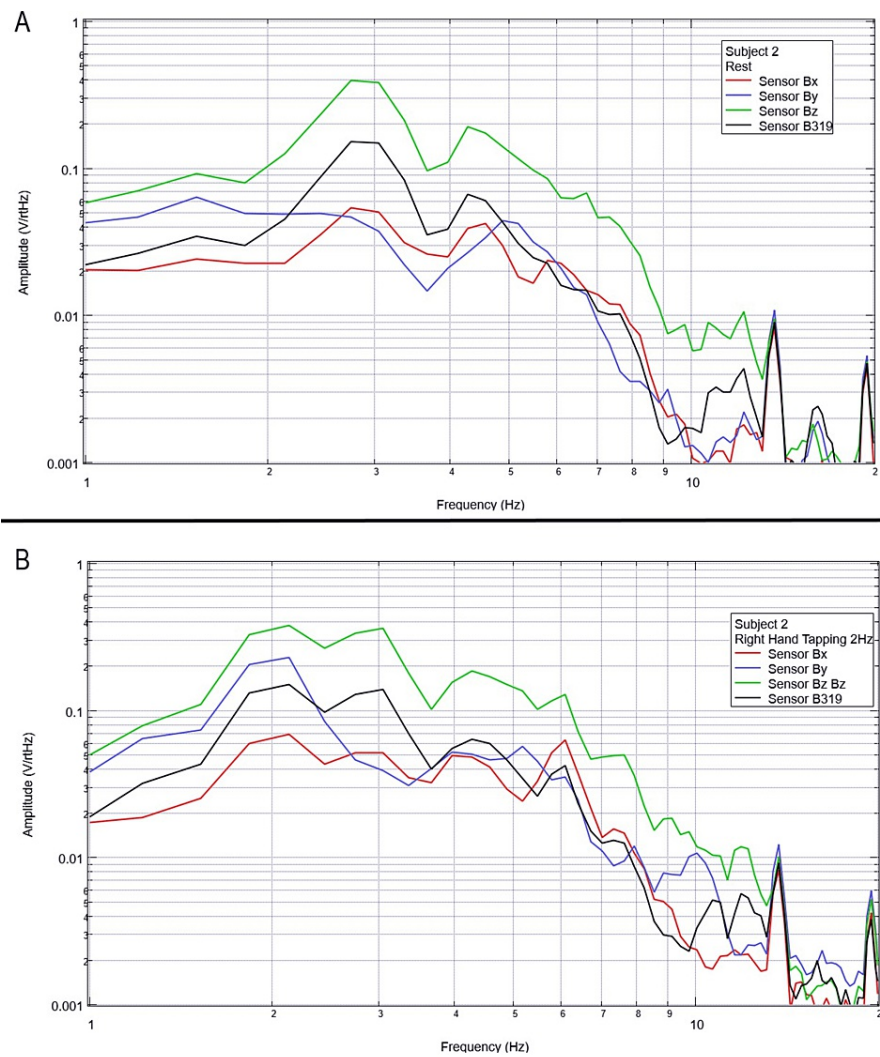 A
1
6
4
3
2
0.1
6
5
4
3
2
0.01
6
4
3
2
0.001
Amplitude (V/rtHz)
Subject 2
Rest
Sensor Bx
Sensor By
Sensor Bz
Sensor B319
1 2 3 4 5 6 7 8 9 10 2
Frequency (Hz)
B
1
6
4
3
2
0.1
6
5
4
3
2
0.01
6
5
4
3
2
0.001
Amplitude (V/rtHz)
Subject 2
Right Hand Tapping 2Hz
Sensor Bx
Sensor By
Sensor Bz Bz
Sensor B319
1 2 3 4 5 6 7 8 9 10 2
Frequency (Hz)